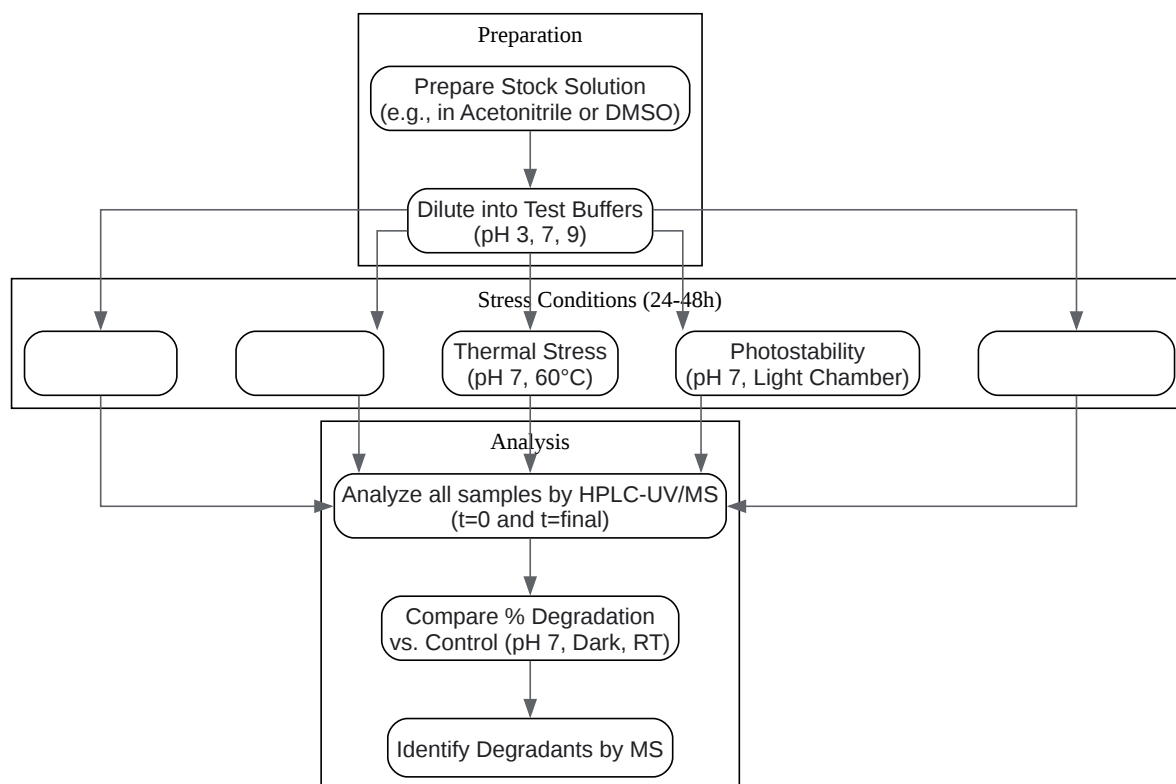 Preparation
Prepare Stock Solution
(e.g., in Acetonitrile or DMSO)
Dilute into Test Buffers
(pH 3, 7, 9)
Stress Conditions (24-48h)
Thermal Stress
(pH 7, 60°C)
Photostability
(pH 7, Light Chamber)
Analysis
Analyze all samples by HPLC-UV/MS
(t=0 and t=final)
Compare % Degradation
vs. Control (pH 7, Dark, RT)
Identify Degradants by MS